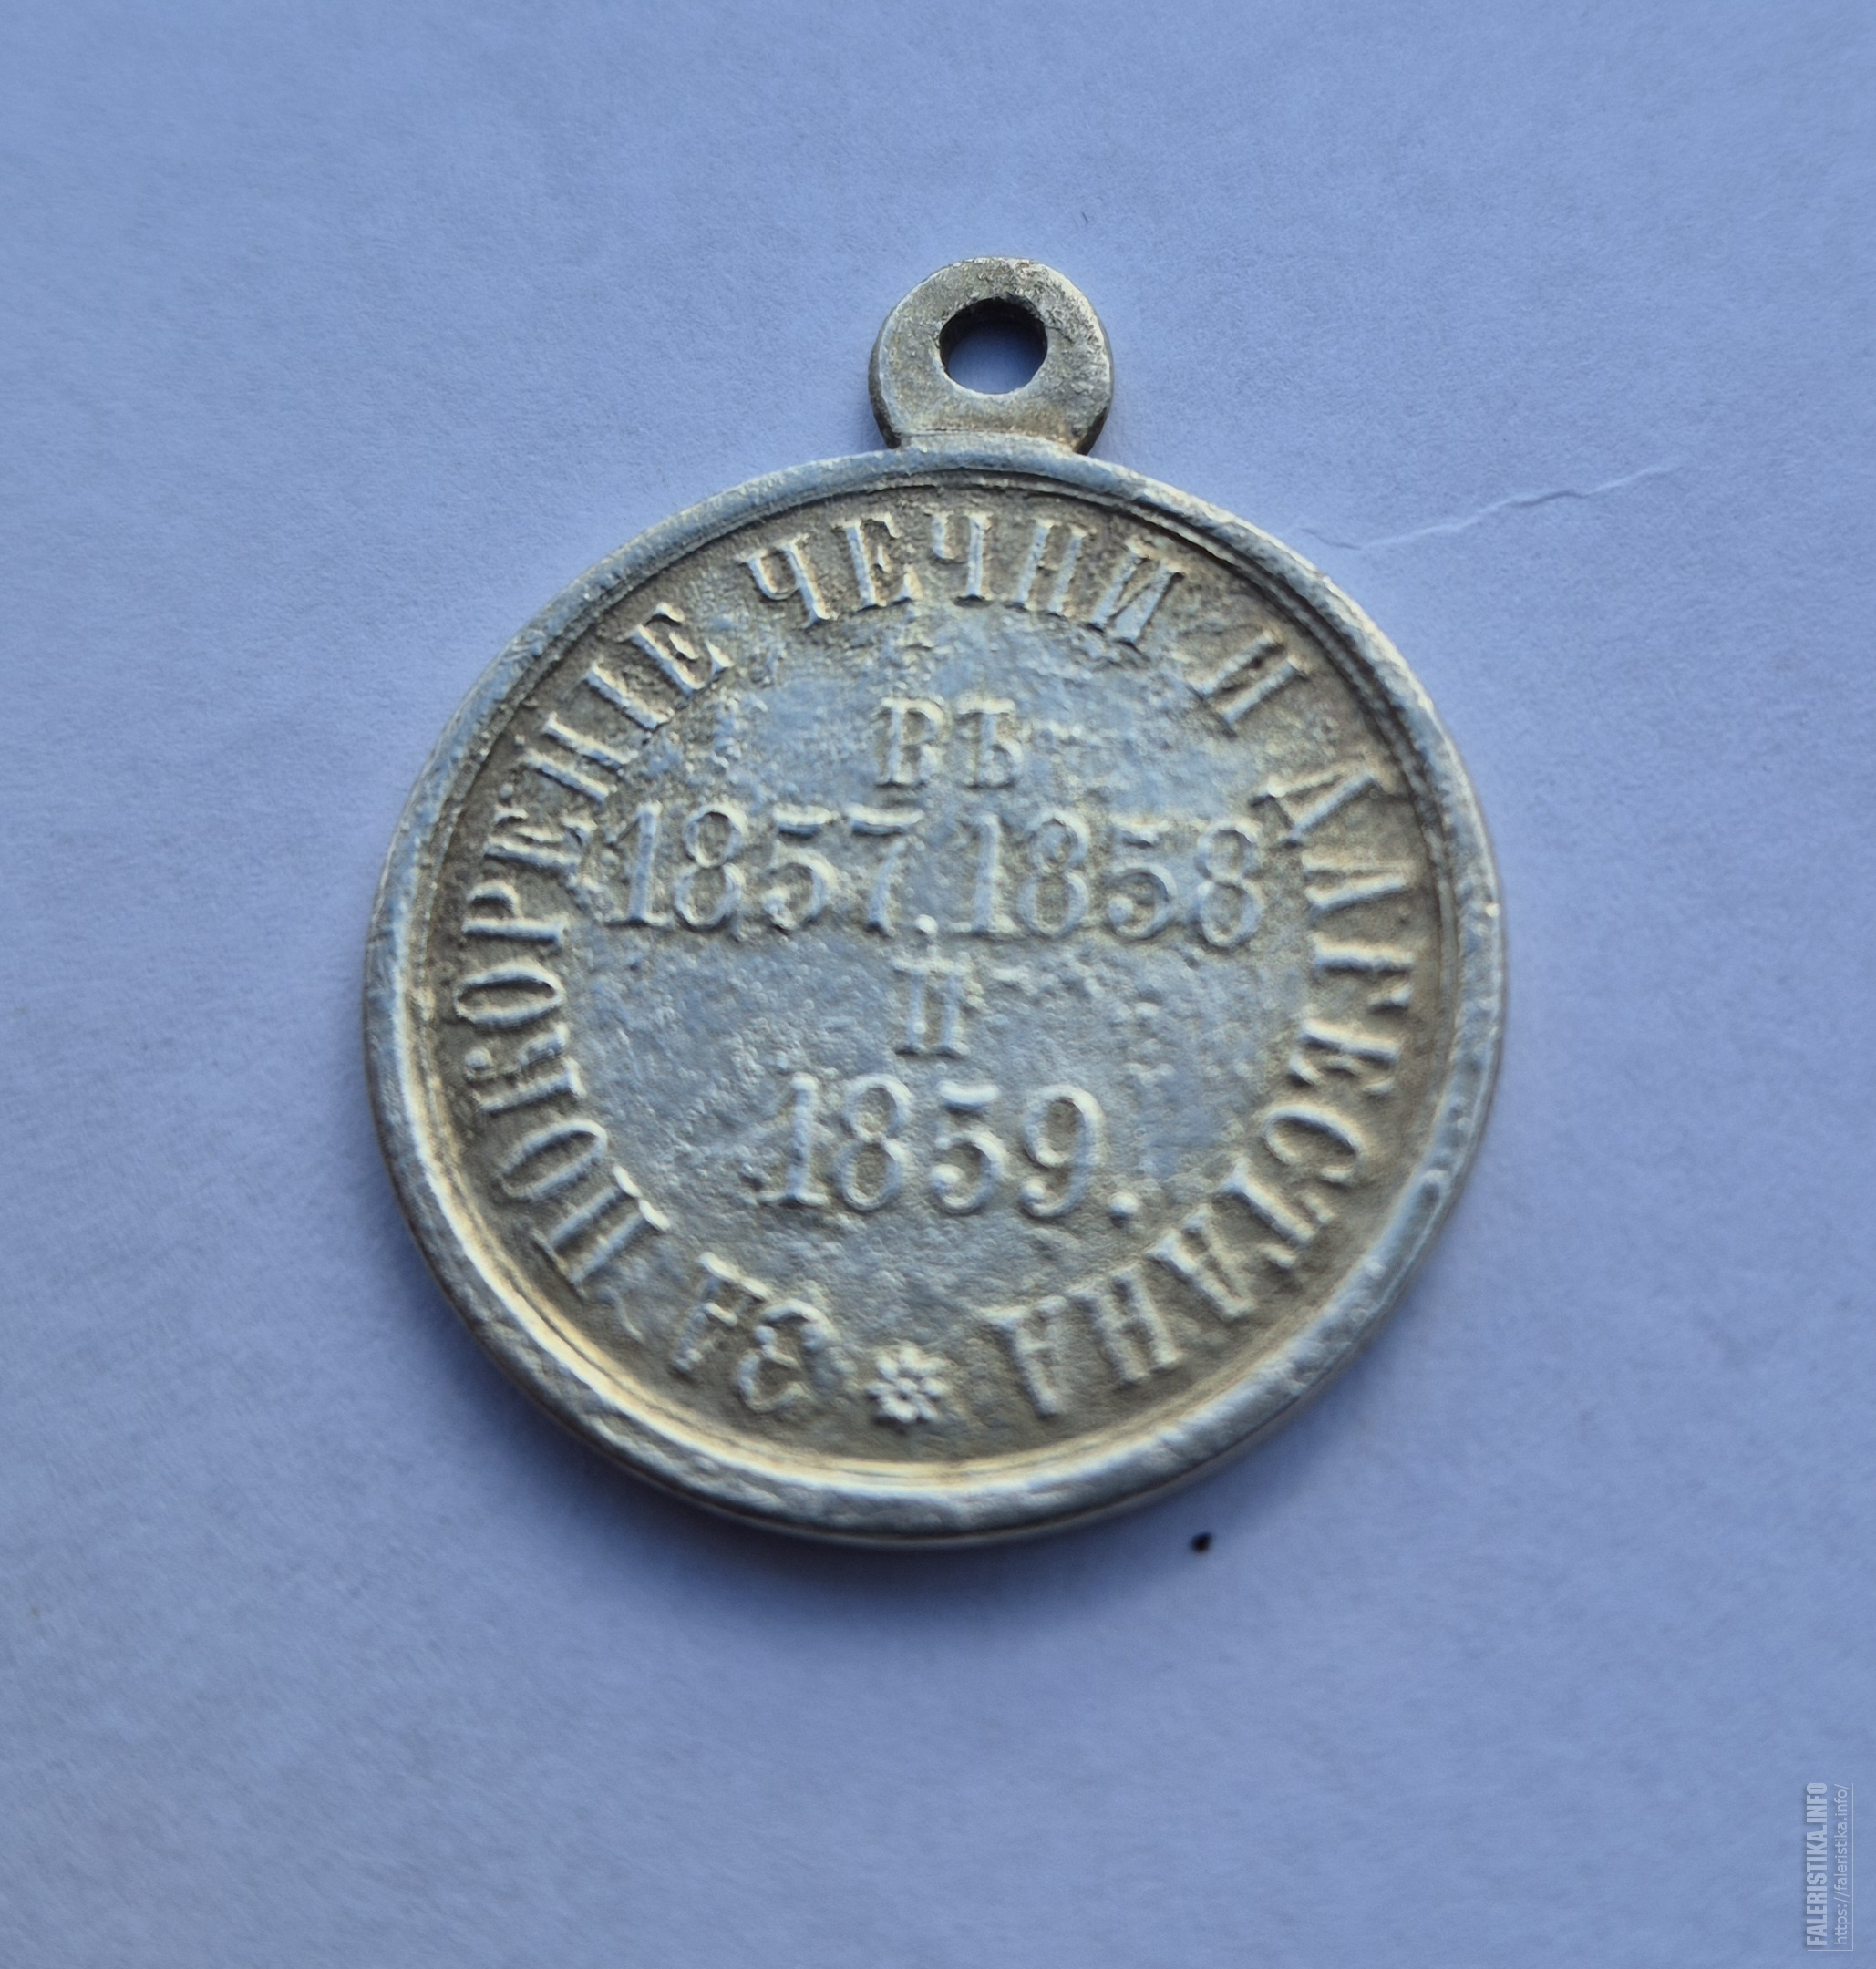 ЗА ПОКОРЕНІЕ ЧЕЧНИ И ДАГЕСТАНА
ВЪ
1857, 1858
И
1859.
FALERISTIKA.INFO
https://faleristika.info/